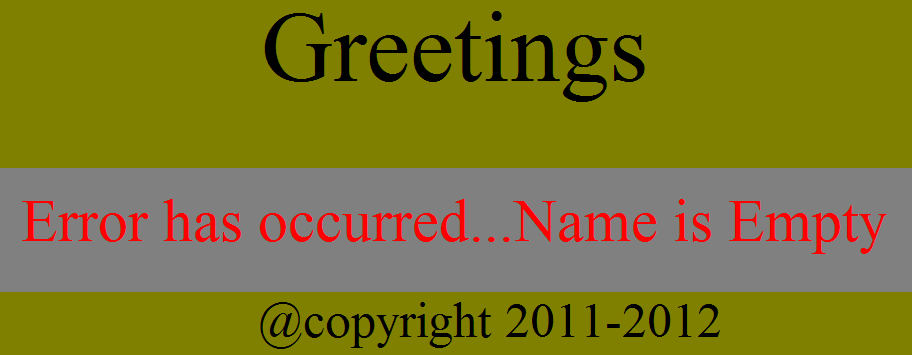 Greetings
Error has occurred...Name is Empty
@copyright 2011-2012